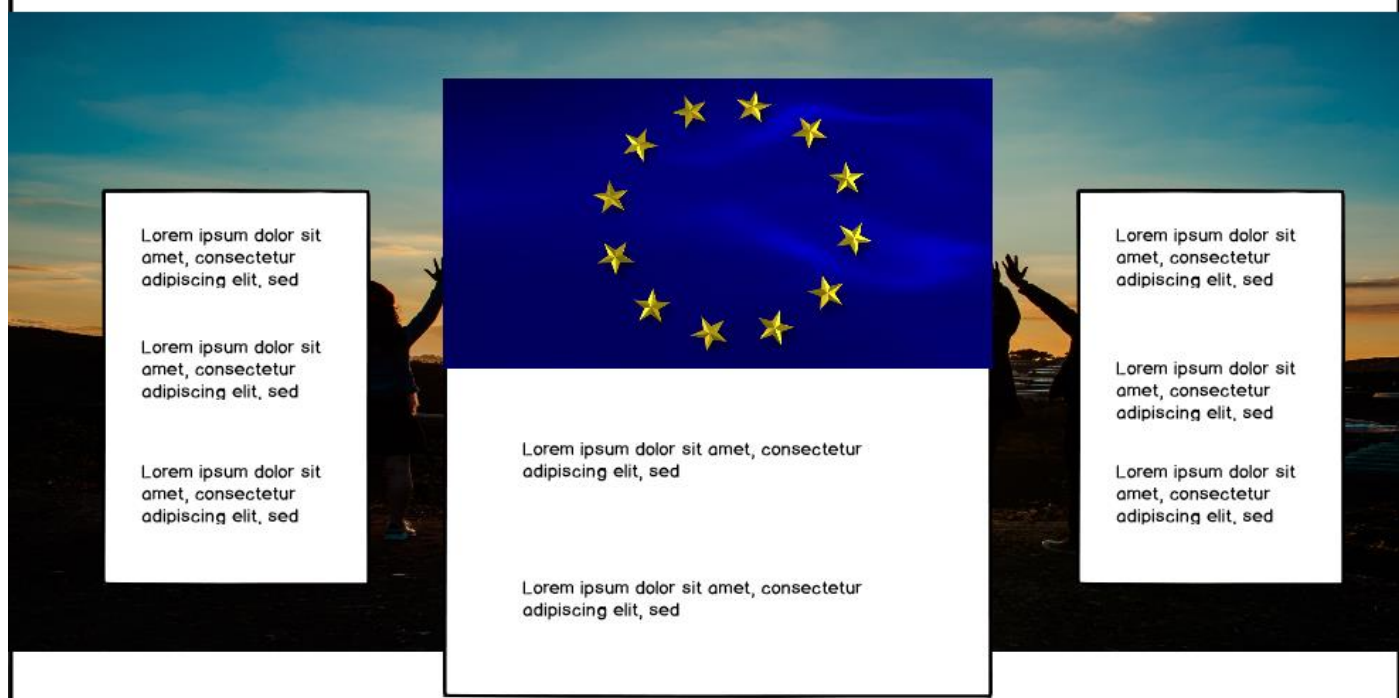 Lorem ipsum dolor sit
amet, consectetur
adipiscing elit, sed
Lorem ipsum dolor sit
amet, consectetur
adipiscing elit, sed
Lorem ipsum dolor sit
amet, consectetur
adipiscing elit, sed
Lorem ipsum dolor sit amet, consectetur
adipiscing elit, sed
Lorem ipsum dolor sit amet, consectetur
adipiscing elit, sed
Lorem ipsum dolor sit
amet, consectetur
adipiscing elit, sed
Lorem ipsum dolor sit
amet, consectetur
adipiscing elit, sed
Lorem ipsum dolor sit
amet, consectetur
adipiscing elit, sed